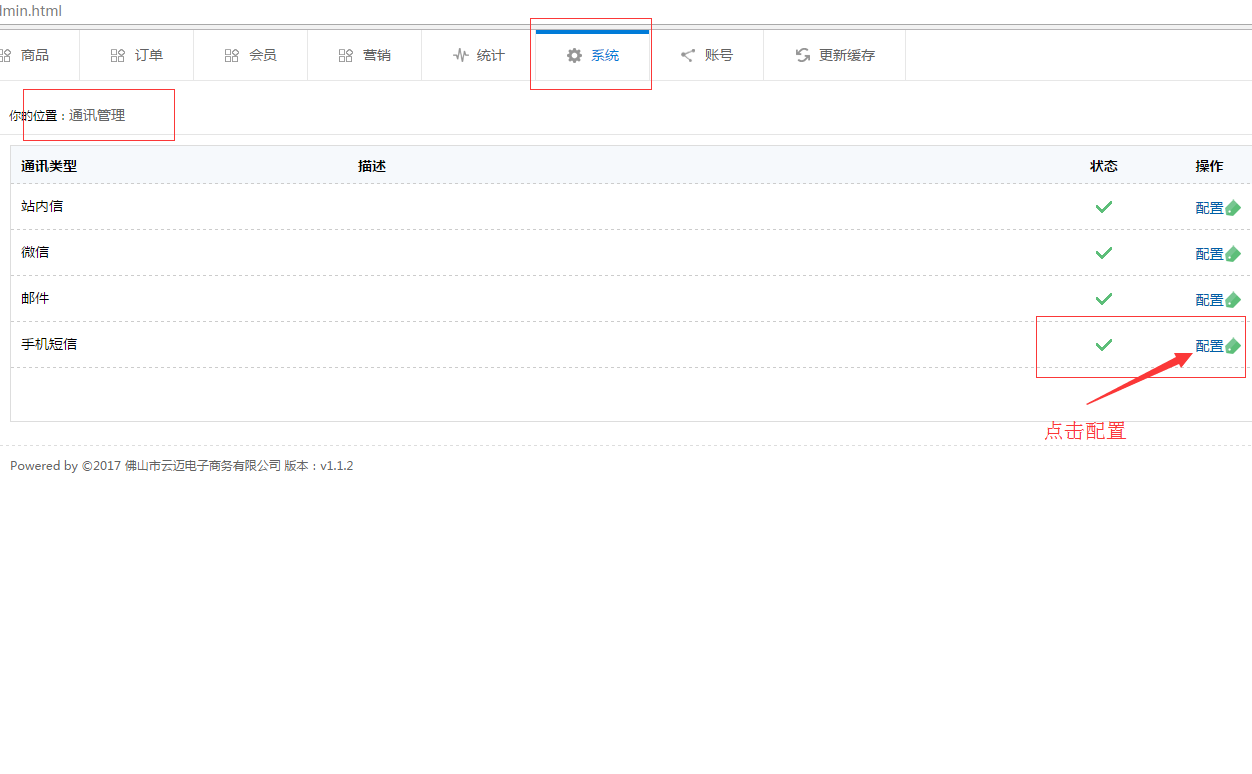 lmin.html
商品 订单 会员 营销 统计 系统 账号 更新缓存
你的位置：通讯管理
通讯类型 描述 状态 操作
站内信 配置
微信 配置
邮件 配置
手机短信 配置
点击配置
Powered by ©2017 佛山市云迈电子商务有限公司 版本：v1.1.2